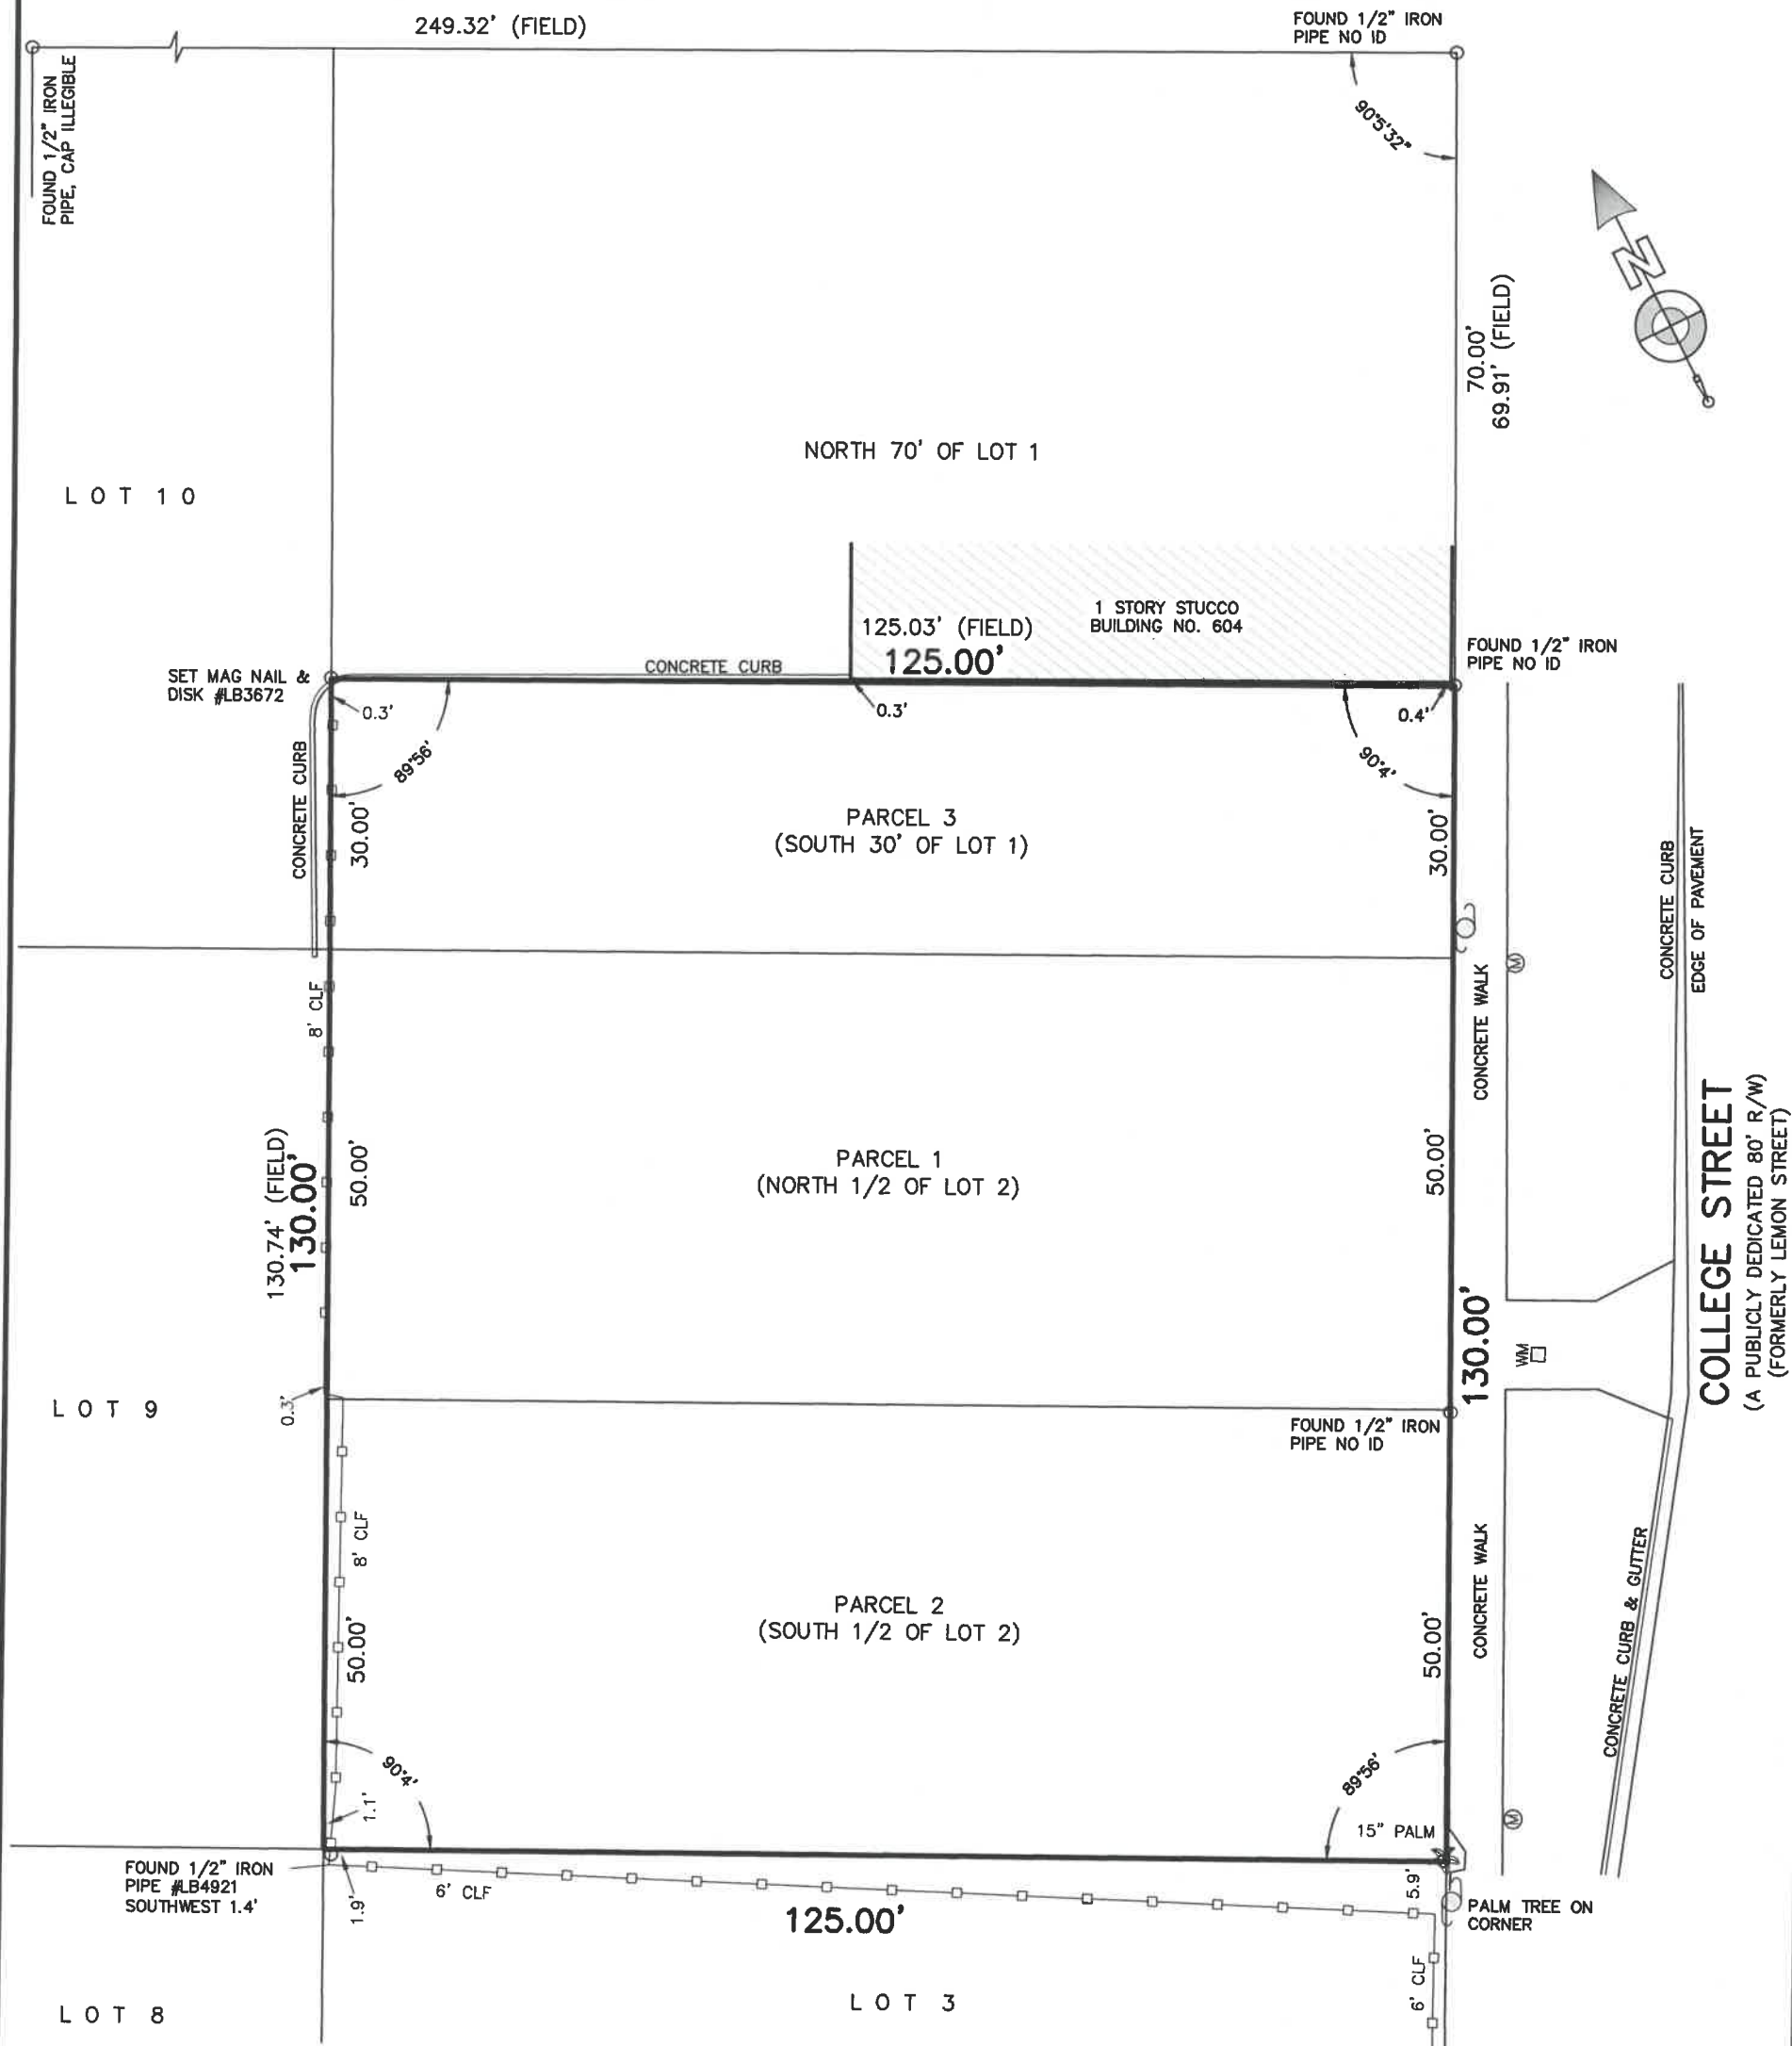 249.32' (FIELD)
FOUND 1/2" IRON
PIPE NO ID
FOUND 1/2" IRON
PIPE, CAP ILLEGIBLE
90°5'32"
N
70.00'
69.91' (FIELD)
NORTH 70' OF LOT 1
LOT 10
1 STORY STUCCO
BUILDING NO. 604
125.03' (FIELD)
125.00'
CONCRETE CURB
FOUND 1/2" IRON
PIPE NO ID
SET MAG NAIL &
DISK #LB3672
0.3'
0.3'
0.4'
89°56'
90°4'
CONCRETE CURB
30.00'
PARCEL 3
(SOUTH 30' OF LOT 1)
30.00'
CONCRETE CURB
EDGE OF PAVEMENT
8' CLF
M
CONCRETE WALK
130.74' (FIELD)
130.00'
50.00'
PARCEL 1
(NORTH 1/2 OF LOT 2)
50.00'
COLLEGE STREET
(A PUBLICLY DEDICATED 80' R/W)
(FORMERLY LEMON STREET)
130.00'
WM
LOT 9
0.3'
FOUND 1/2" IRON
PIPE NO ID
8' CLF
50.00'
PARCEL 2
(SOUTH 1/2 OF LOT 2)
50.00'
CONCRETE WALK
CONCRETE CURB & GUTTER
90°4'
89°56'
1.1'
15" PALM
M
FOUND 1/2" IRON
PIPE #LB4921
SOUTHWEST 1.4'
1.9'
6' CLF
125.00'
5.9'
PALM TREE ON
CORNER
6' CLF
LOT 8
LOT 3